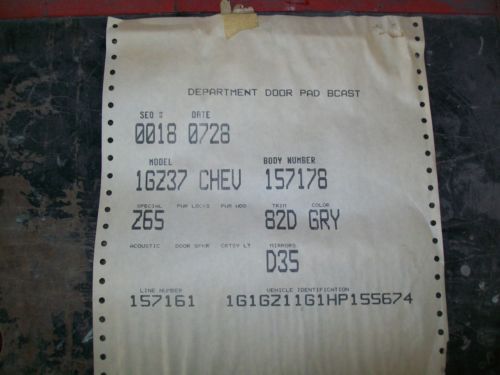 DEPARTMENT DOOR PAD BCAST
SEQ # DATE
0018 0728
MODEL BODY NUMBER
1GZ37 CHEV 157178
SPECIAL PWR LOCKS PWR WDO TRIM COLOR
Z65 82D GRY
ACOUSTIC DOOR SPKR CRTSY LT MIRRORS
D35
LINE NUMBER VEHICLE IDENTIFICATION
157161 1G1GZ11G1HP155674